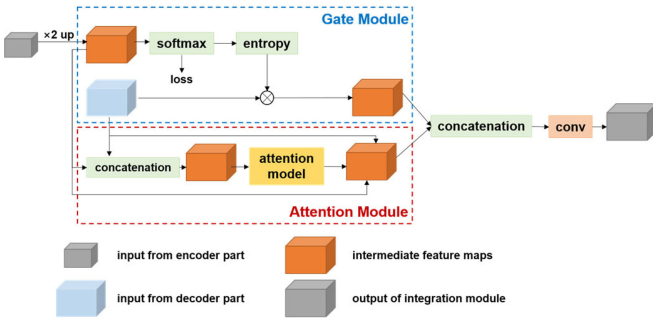 Gate Module
×2 up
softmax
entropy
loss
concatenation
conv
concatenation
attention
model
Attention Module
input from encoder part
intermediate feature maps
input from decoder part
output of integration module